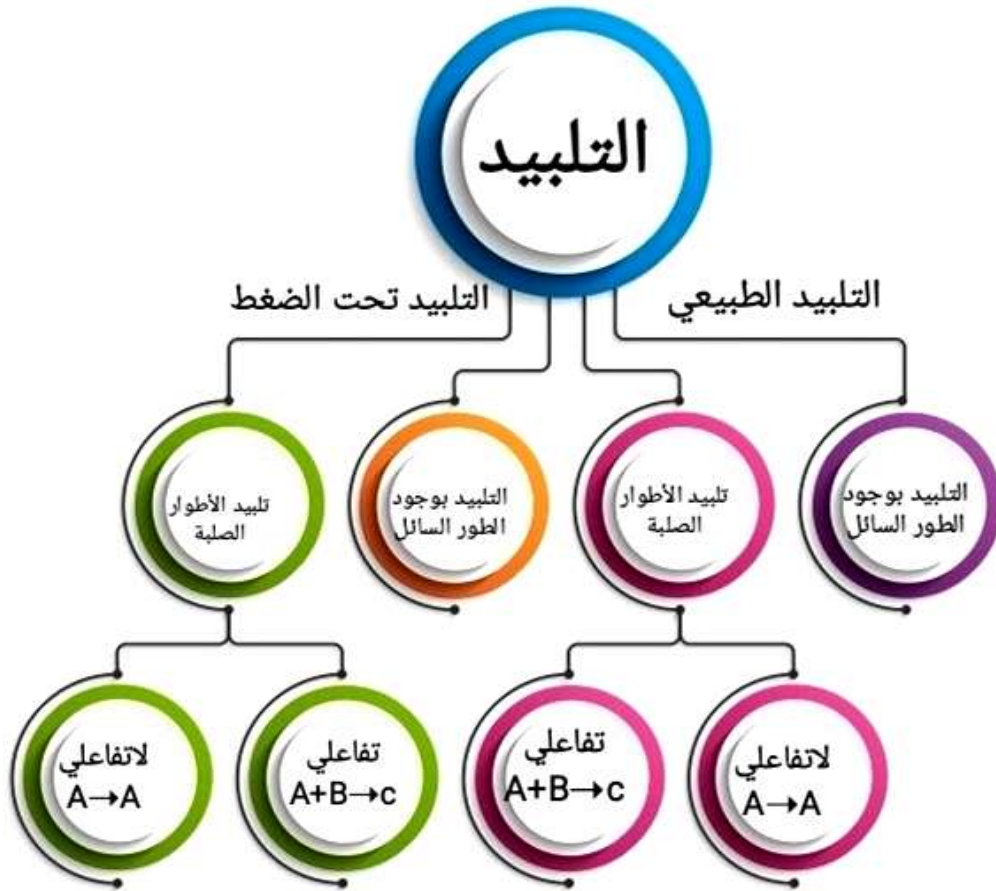 التلبيد
التلبيد الطبيعي
التلبيد تحت الضغط
التلبيد بوجود
الطور السائل
تلبيد الأطوار
الصلبة
التلبيد بوجود
الطور السائل
تلبيد الأطوار
الصلبة
لاتفاعلي
A→A
تفاعلي
A+B→c
تفاعلي
A+B→c
لاتفاعلي
A→A